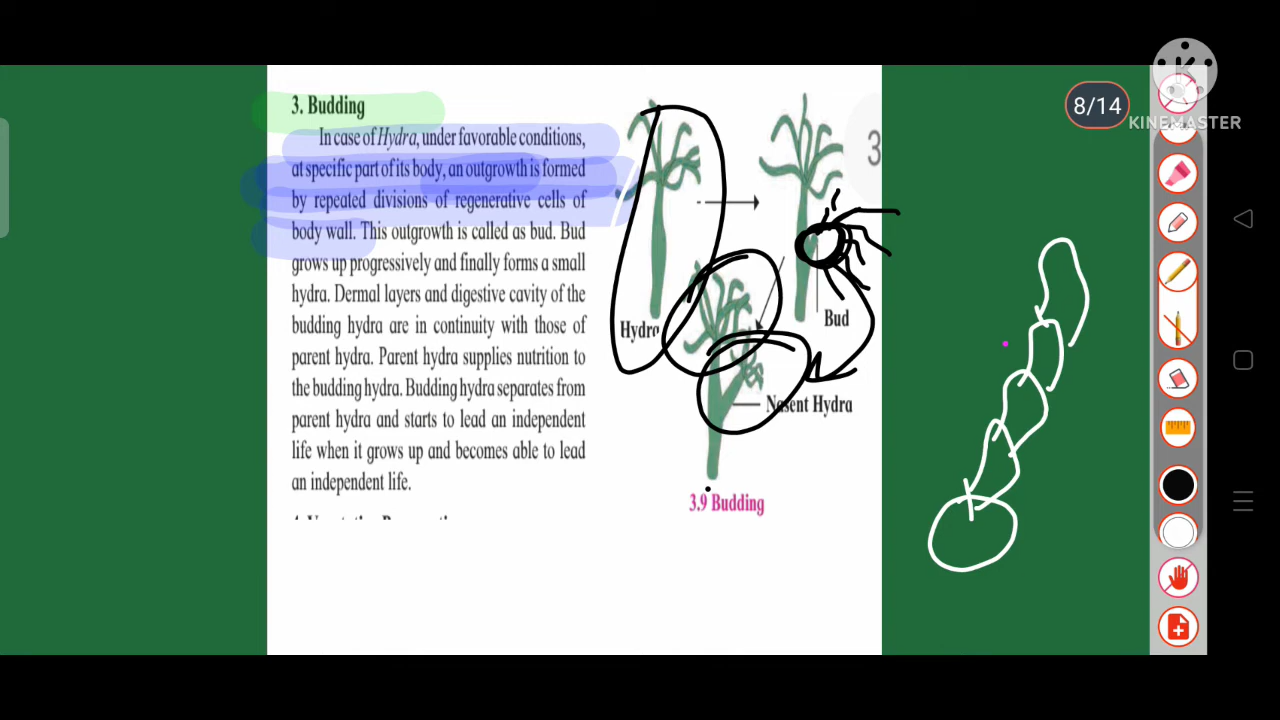 3. Budding
In case of Hydra, under favorable conditions,
at specific part of its body, an outgrowth is formed
by repeated divisions of regenerative cells of
body wall. This outgrowth is called as bud. Bud
grows up progressively and finally forms a small
hydra. Dermal layers and digestive cavity of the
budding hydra are in continuity with those of
parent hydra. Parent hydra supplies nutrition to
the budding hydra. Budding hydra separates from
parent hydra and starts to lead an independent
life when it grows up and becomes able to lead
an independent life.
Hydra
Bud
Nasent Hydra
3.9 Budding
3
8/14
KINEMASTER